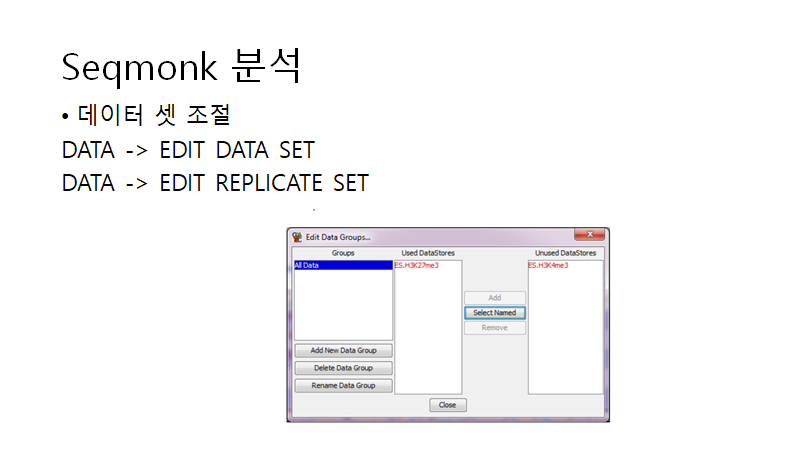 Seqmonk 분석
• 데이터 셋 조절
DATA -> EDIT DATA SET
DATA -> EDIT REPLICATE SET
Edit Data Groups...
Groups
Used DataStores
Unused DataStores
All Data
ES.H3K27me3
ES.H3K4me3
Add
Select Named
Remove
Add New Data Group
Delete Data Group
Rename Data Group
Close